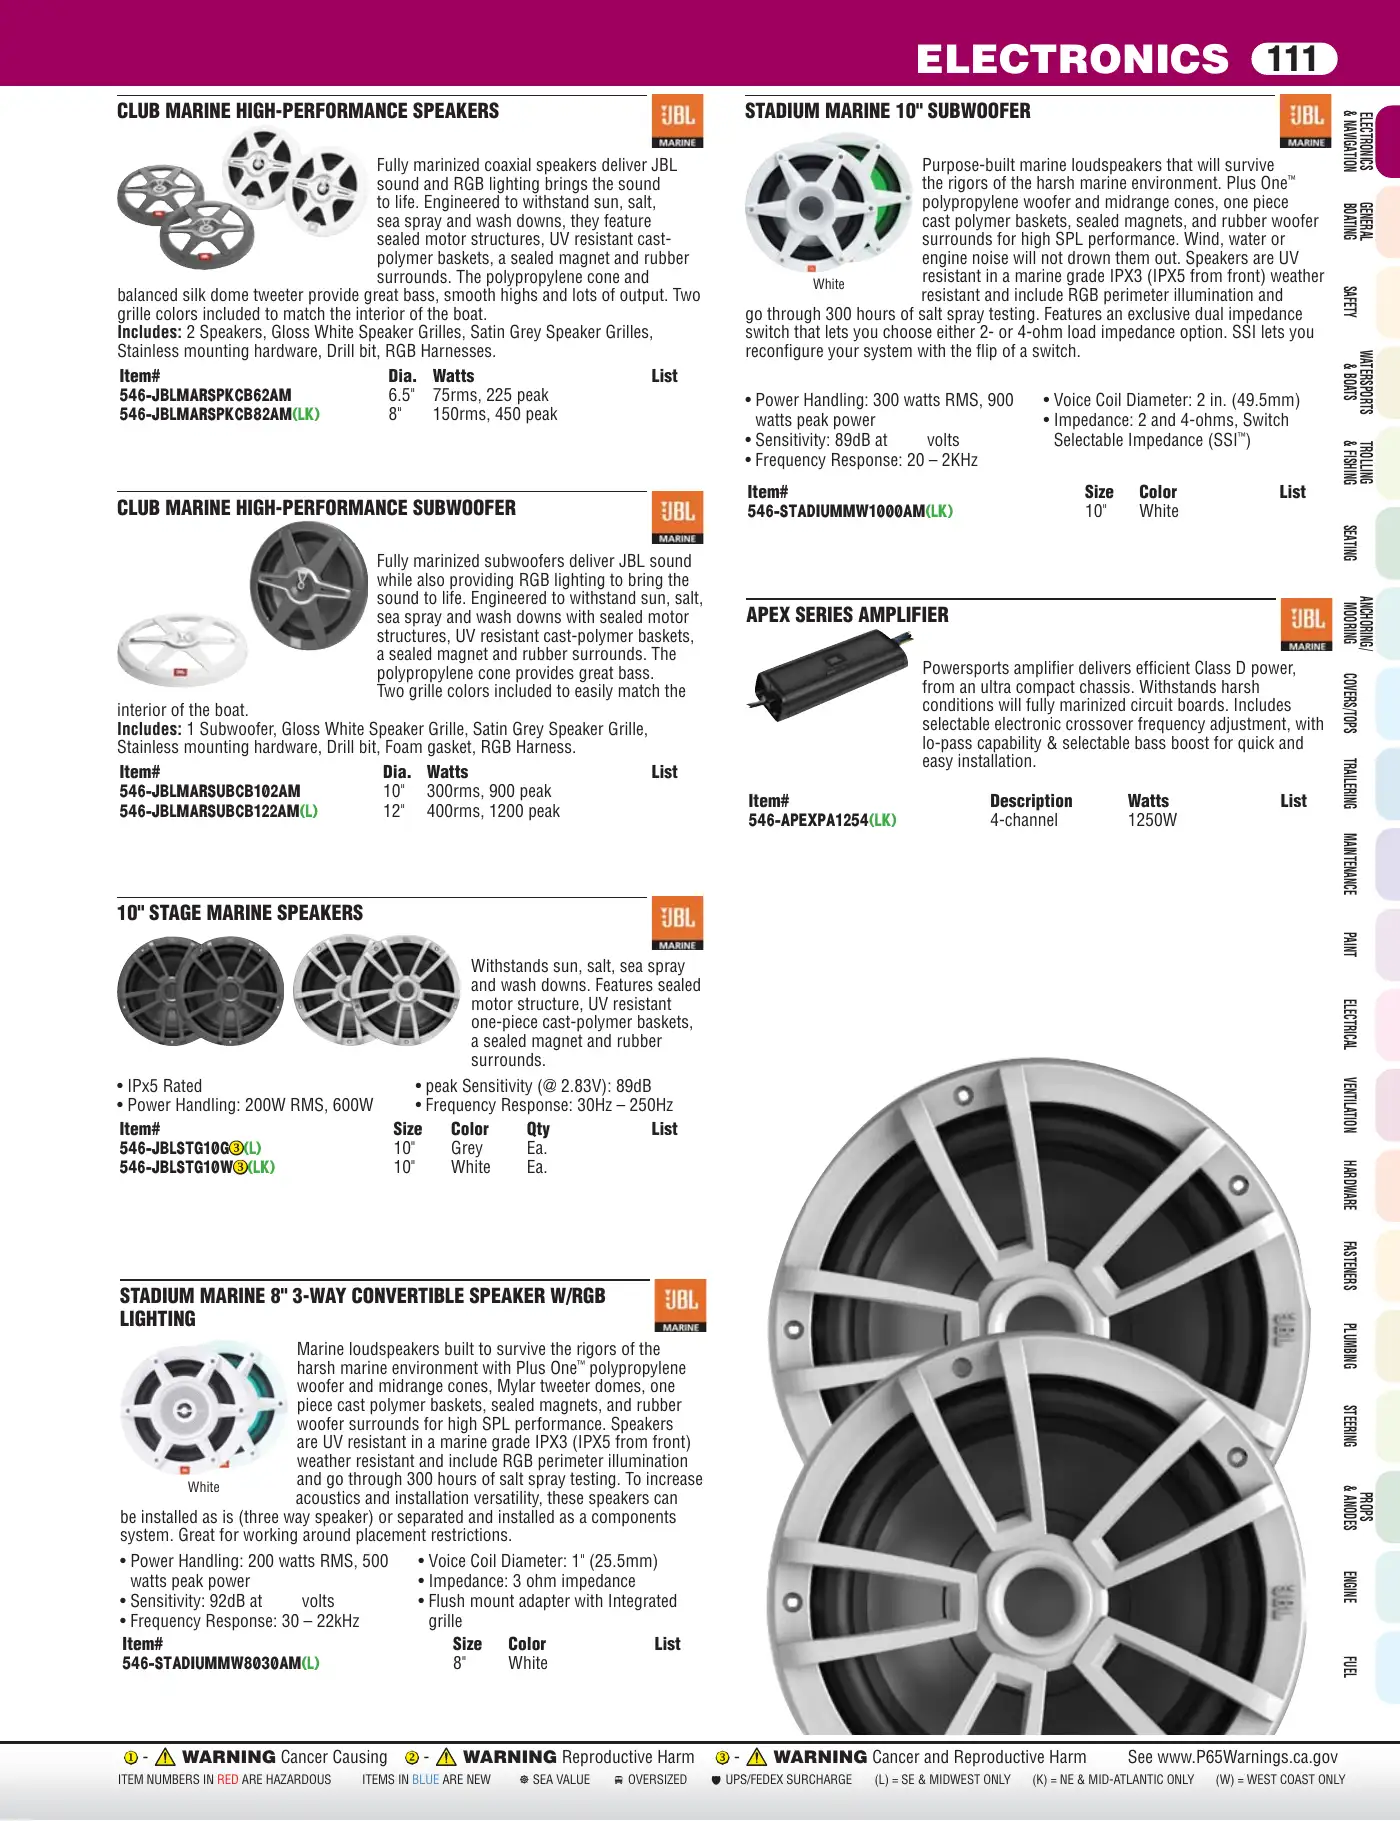 ELECTRONICS 111
CLUB MARINE HIGH-PERFORMANCE SPEAKERS
JBL
MARINE
Fully marinized coaxial speakers deliver JBL
sound and RGB lighting brings the sound
to life. Engineered to withstand sun, salt,
sea spray and wash downs, they feature
sealed motor structures, UV resistant cast-
polymer baskets, a sealed magnet and rubber
surrounds. The polypropylene cone and
balanced silk dome tweeter provide great bass, smooth highs and lots of output. Two
grille colors included to match the interior of the boat.
Includes: 2 Speakers, Gloss White Speaker Grilles, Satin Grey Speaker Grilles,
Stainless mounting hardware, Drill bit, RGB Harnesses.
Item# Dia. Watts List
546-JBLMARSPKCB62AM 6.5" 75rms, 225 peak
546-JBLMARSPKCB82AM(LK) 8" 150rms, 450 peak
CLUB MARINE HIGH-PERFORMANCE SUBWOOFER
JBL
MARINE
Fully marinized subwoofers deliver JBL sound
while also providing RGB lighting to bring the
sound to life. Engineered to withstand sun, salt,
sea spray and wash downs with sealed motor
structures, UV resistant cast-polymer baskets,
a sealed magnet and rubber surrounds. The
polypropylene cone provides great bass.
Two grille colors included to easily match the
interior of the boat.
Includes: 1 Subwoofer, Gloss White Speaker Grille, Satin Grey Speaker Grille,
Stainless mounting hardware, Drill bit, Foam gasket, RGB Harness.
Item# Dia. Watts List
546-JBLMARSUBCB102AM 10" 300rms, 900 peak
546-JBLMARSUBCB122AM(L) 12" 400rms, 1200 peak
10" STAGE MARINE SPEAKERS
JBL
MARINE
Withstands sun, salt, sea spray
and wash downs. Features sealed
motor structure, UV resistant
one-piece cast-polymer baskets,
a sealed magnet and rubber
surrounds.
• IPx5 Rated
• Power Handling: 200W RMS, 600W
• peak Sensitivity (@ 2.83V): 89dB
• Frequency Response: 30Hz – 250Hz
Item# Size Color Qty List
546-JBLSTG10G3(L) 10" Grey Ea.
546-JBLSTG10W3(LK) 10" White Ea.
STADIUM MARINE 8" 3-WAY CONVERTIBLE SPEAKER W/RGB
LIGHTING
JBL
MARINE
Marine loudspeakers built to survive the rigors of the
harsh marine environment with Plus One™ polypropylene
woofer and midrange cones, Mylar tweeter domes, one
piece cast polymer baskets, sealed magnets, and rubber
woofer surrounds for high SPL performance. Speakers
are UV resistant in a marine grade IPX3 (IPX5 from front)
weather resistant and include RGB perimeter illumination
and go through 300 hours of salt spray testing. To increase
acoustics and installation versatility, these speakers can
be installed as is (three way speaker) or separated and installed as a components
system. Great for working around placement restrictions.
White
• Power Handling: 200 watts RMS, 500
watts peak power
• Sensitivity: 92dB at volts
• Frequency Response: 30 – 22kHz
• Voice Coil Diameter: 1" (25.5mm)
• Impedance: 3 ohm impedance
• Flush mount adapter with Integrated
grille
Item# Size Color List
546-STADIUMMW8030AM(L) 8" White
STADIUM MARINE 10" SUBWOOFER
JBL
MARINE
Purpose-built marine loudspeakers that will survive
the rigors of the harsh marine environment. Plus One™
polypropylene woofer and midrange cones, one piece
cast polymer baskets, sealed magnets, and rubber woofer
surrounds for high SPL performance. Wind, water or
engine noise will not drown them out. Speakers are UV
resistant in a marine grade IPX3 (IPX5 from front) weather
resistant and include RGB perimeter illumination and
go through 300 hours of salt spray testing. Features an exclusive dual impedance
switch that lets you choose either 2- or 4-ohm load impedance option. SSI lets you
reconfigure your system with the flip of a switch.
White
• Power Handling: 300 watts RMS, 900
watts peak power
• Sensitivity: 89dB at volts
• Frequency Response: 20 – 2KHz
• Voice Coil Diameter: 2 in. (49.5mm)
• Impedance: 2 and 4-ohms, Switch
Selectable Impedance (SSI™)
Item# Size Color List
546-STADIUMMW1000AM(LK) 10" White
APEX SERIES AMPLIFIER
JBL
MARINE
Powersports amplifier delivers efficient Class D power,
from an ultra compact chassis. Withstands harsh
conditions will fully marinized circuit boards. Includes
selectable electronic crossover frequency adjustment, with
lo-pass capability & selectable bass boost for quick and
easy installation.
Item# Description Watts List
546-APEXPA1254(LK) 4-channel 1250W
JBL
JBL
ELECTRONICS
& NAVIGATION
GENERAL
BOATING
SAFETY
WATERSPORTS
& BOATS
TROLLING
& FISHING
SEATING
ANCHORING/
MOORING
COVERS/TOPS
TRAILERING
MAINTENANCE
PAINT
ELECTRICAL
VENTILATION
HARDWARE
FASTENERS
PLUMBING
STEERING
PROPS
& ANODES
ENGINE
FUEL
1 - WARNING Cancer Causing 2 - WARNING Reproductive Harm 3 - WARNING Cancer and Reproductive Harm See www.P65Warnings.ca.gov
ITEM NUMBERS IN RED ARE HAZARDOUS ITEMS IN BLUE ARE NEW SEA VALUE OVERSIZED UPS/FEDEX SURCHARGE (L) = SE & MIDWEST ONLY (K) = NE & MID-ATLANTIC ONLY (W) = WEST COAST ONLY